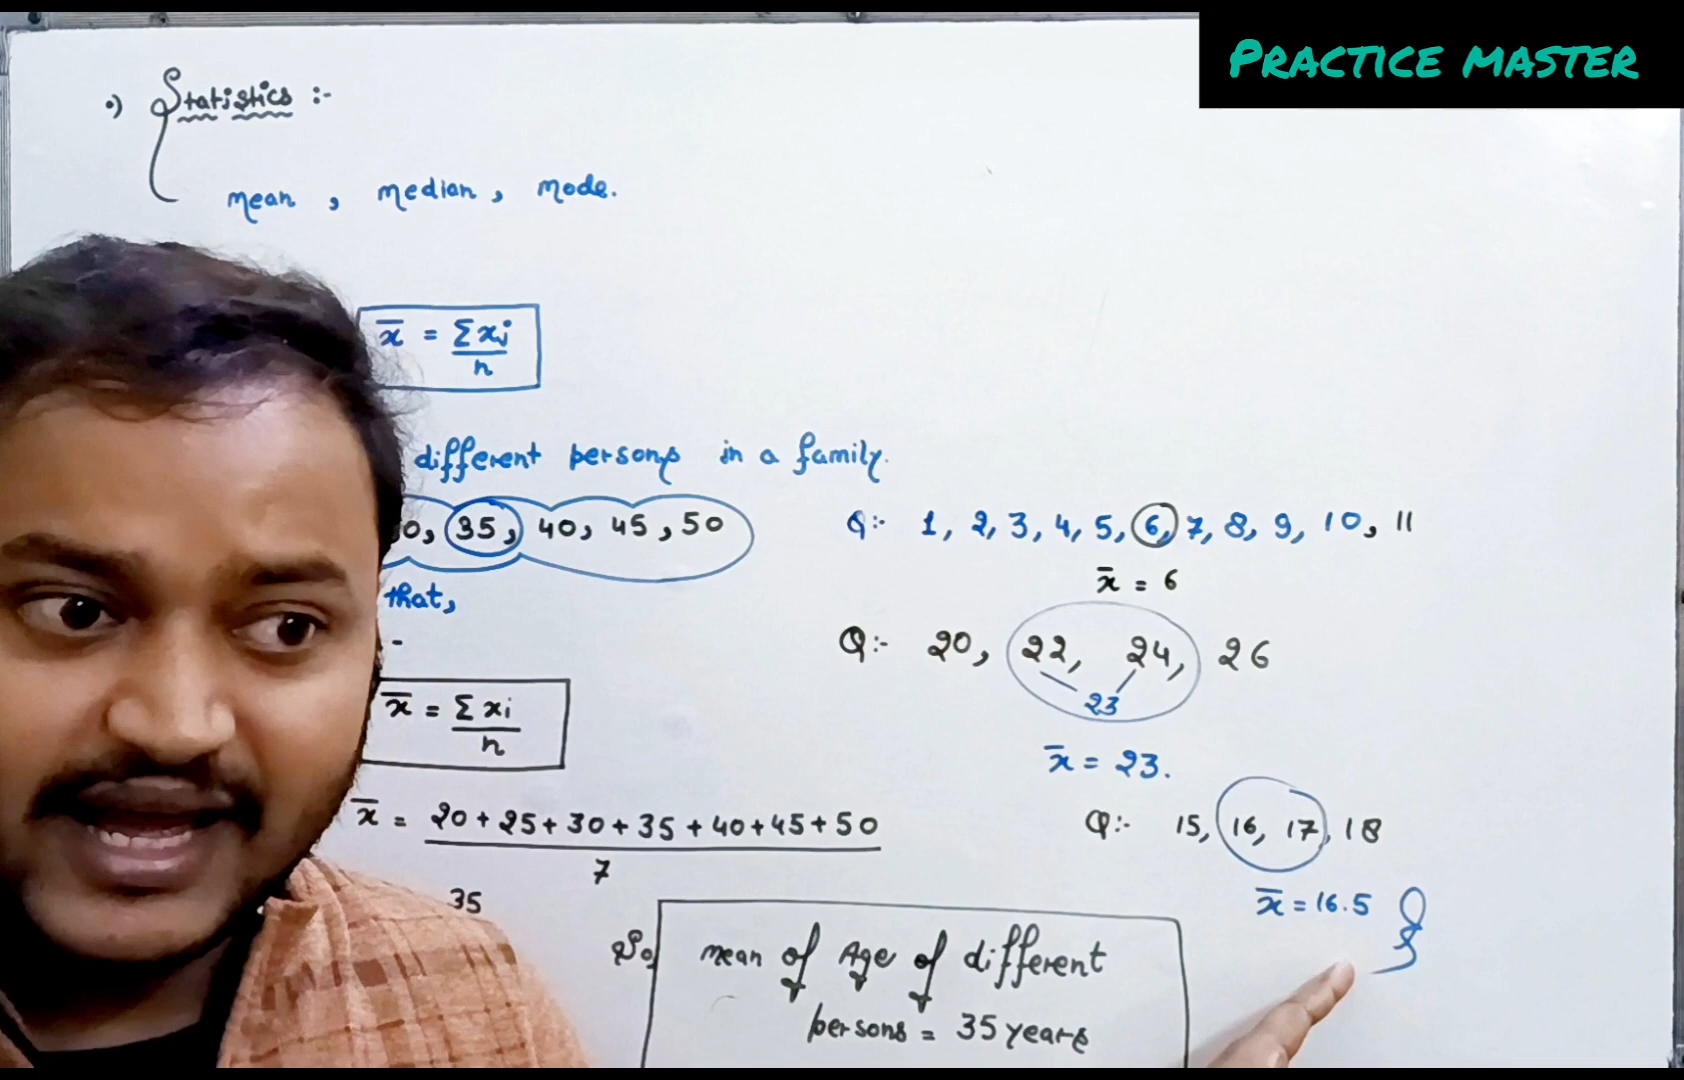 PRACTICE MASTER
•) Statistics :-
mean , median , mode.
x̄ = Σxi/n
different persons in a family.
0, 35, 40, 45, 50
that,
x̄ = Σxi/n
x̄ = 20+25+30+35+40+45+50/7
35
So, mean of Age of different
persons = 35 years
Q:- 1, 2, 3, 4, 5, 6, 7, 8, 9, 10, 11
x̄ = 6
Q:- 20, 22, 24, 26
23
x̄ = 23.
Q:- 15, 16, 17, 18
x̄ = 16.5